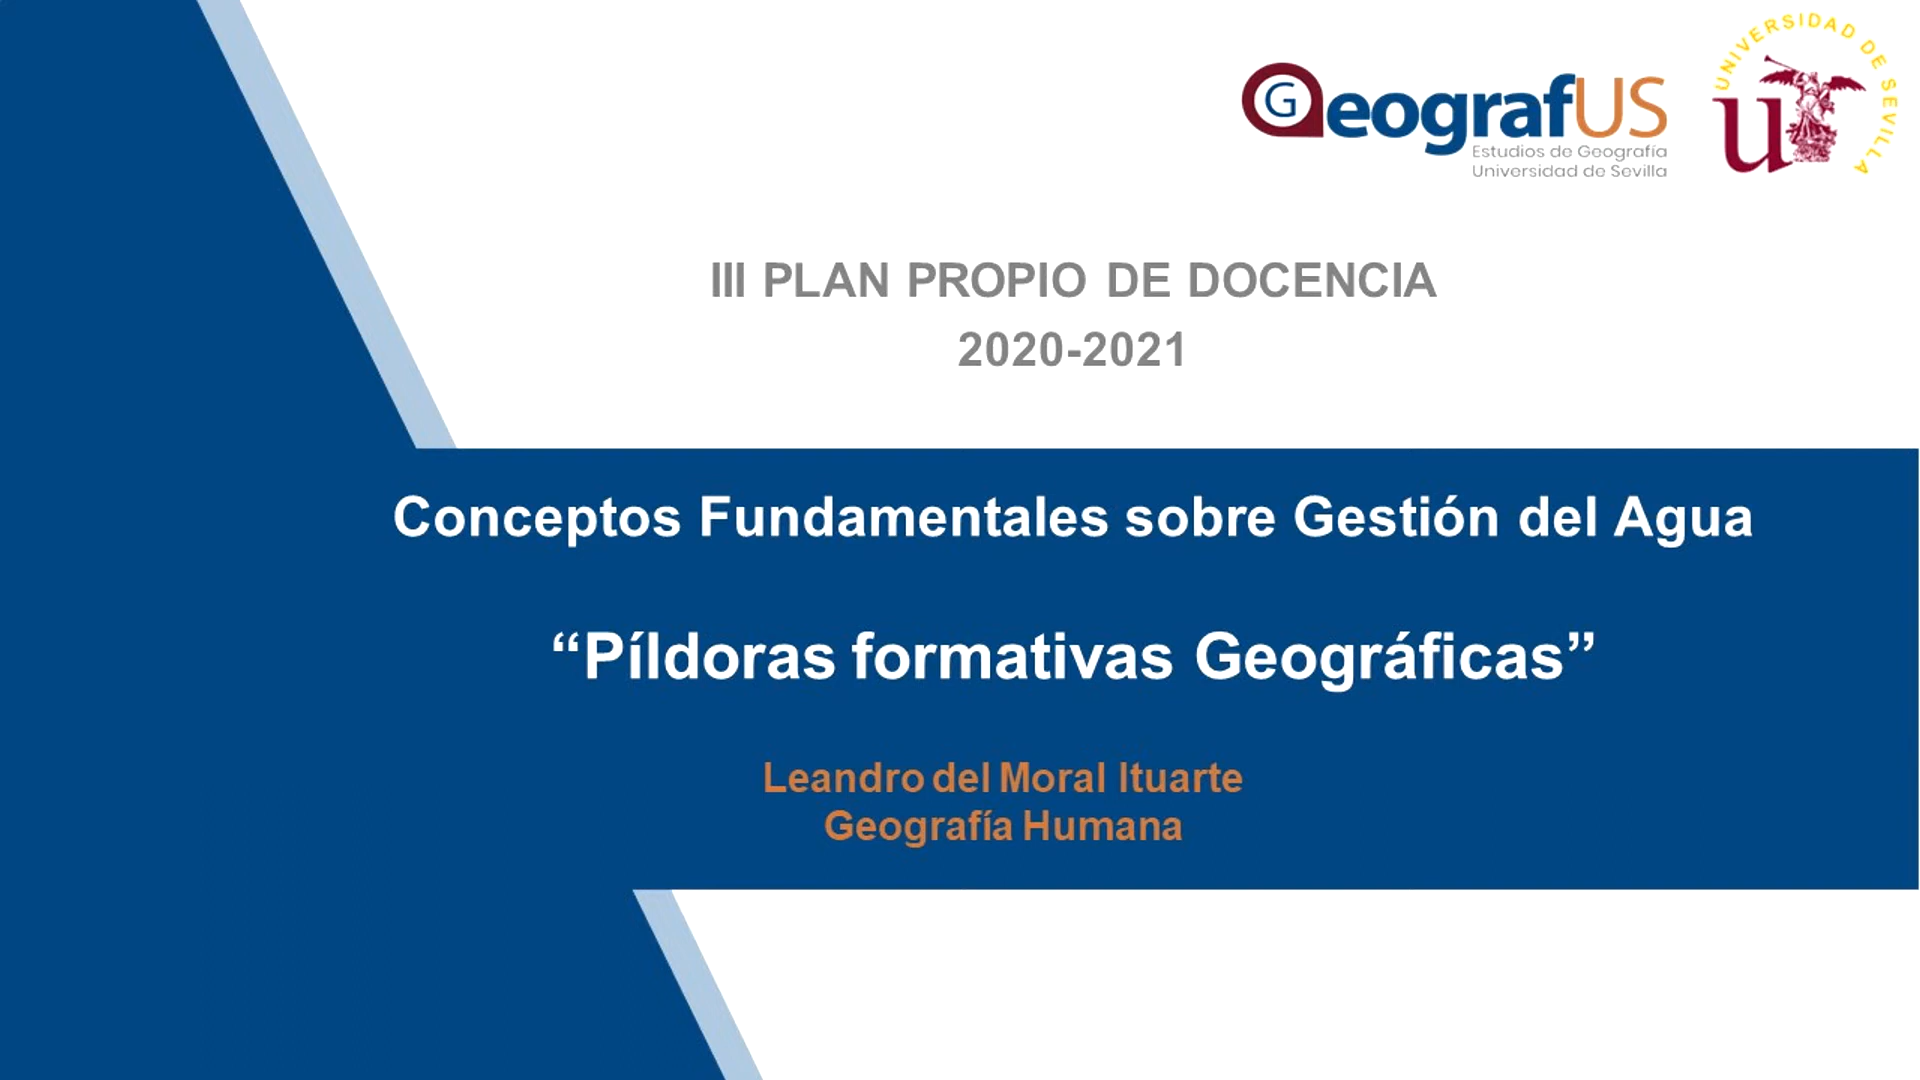 GeografUS
Estudios de Geografía
Universidad de Sevilla
UNIVERSIDAD DE SEVILLA
III PLAN PROPIO DE DOCENCIA
2020-2021
Conceptos Fundamentales sobre Gestión del Agua
“Píldoras formativas Geográficas”
Leandro del Moral Ituarte
Geografía Humana